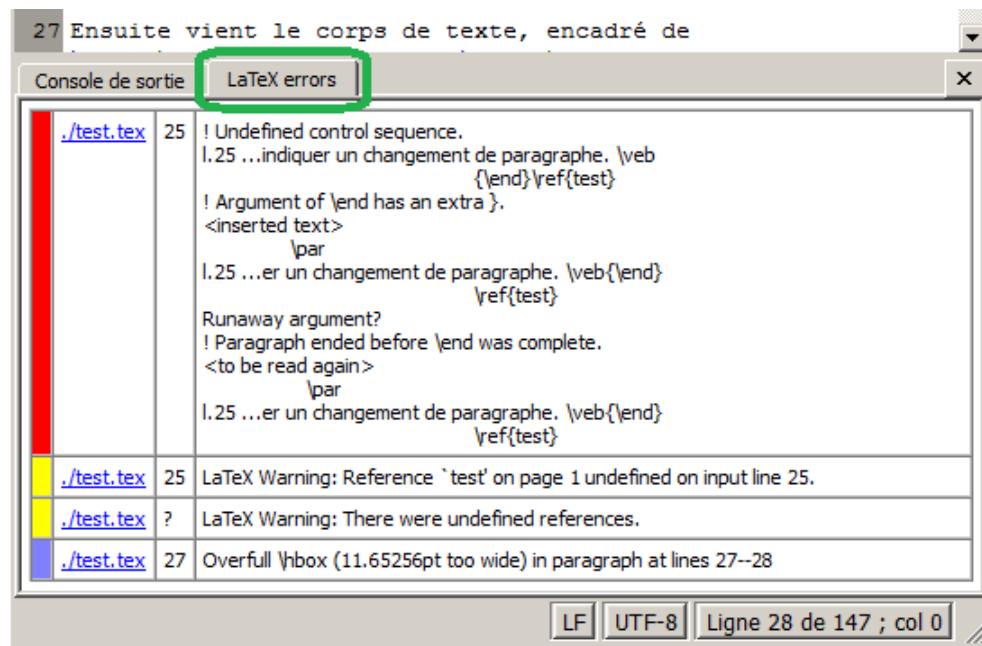 27 Ensuite vient le corps de texte, encadré de
Console de sortie LaTeX errors
./test.tex 25 ! Undefined control sequence.
l.25 ...indiquer un changement de paragraphe. \veb
{\end}\ref{test}
! Argument of \end has an extra }.
<inserted text>
\par
l.25 ...er un changement de paragraphe. \veb{\end}
\ref{test}
Runaway argument?
! Paragraph ended before \end was complete.
<to be read again>
\par
l.25 ...er un changement de paragraphe. \veb{\end}
\ref{test}
./test.tex 25 LaTeX Warning: Reference `test' on page 1 undefined on input line 25.
./test.tex ? LaTeX Warning: There were undefined references.
./test.tex 27 Overfull \hbox (11.65256pt too wide) in paragraph at lines 27--28
LF UTF-8 Ligne 28 de 147 ; col 0